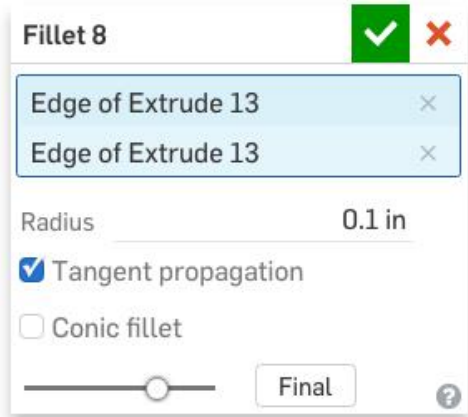 Fillet 8
Edge of Extrude 13
Edge of Extrude 13
Radius 0.1 in
Tangent propagation
Conic fillet
Final